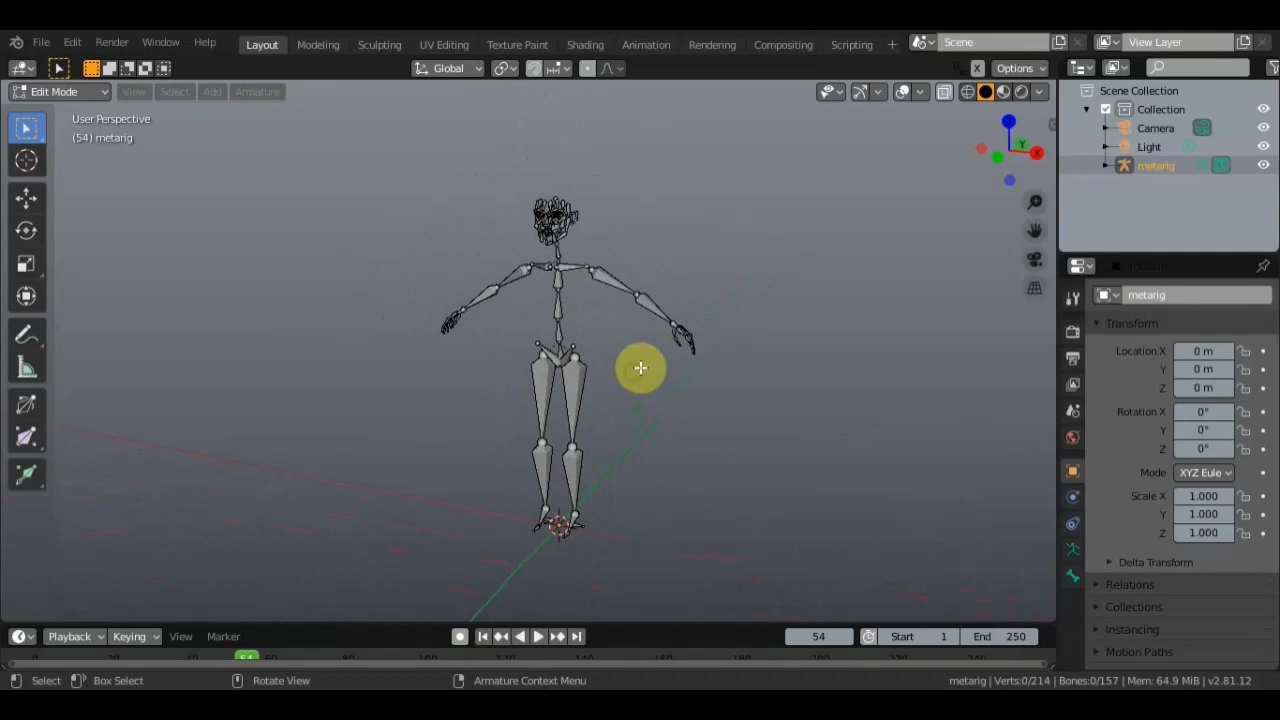 File Edit Render Window Help Layout Modeling Sculpting UV Editing Texture Paint Shading Animation Rendering Compositing Scripting + Scene View Layer
Global Options
Edit Mode View Select Add Armature
User Perspective
(54) metarig
Z
Y
X
Scene Collection
Collection
Camera
Light
metarig
metarig
Transform
Location X 0 m
Y 0 m
Z 0 m
Rotation X 0°
Y 0°
Z 0°
Mode XYZ Eule
Scale X 1.000
Y 1.000
Z 1.000
Delta Transform
Relations
Collections
Instancing
Motion Paths
Playback Keying View Marker 54 Start 1 End 250
54
Select Box Select Rotate View Armature Context Menu metarig | Verts:0/214 | Bones:0/157 | Mem: 64.9 MiB | v2.81.12